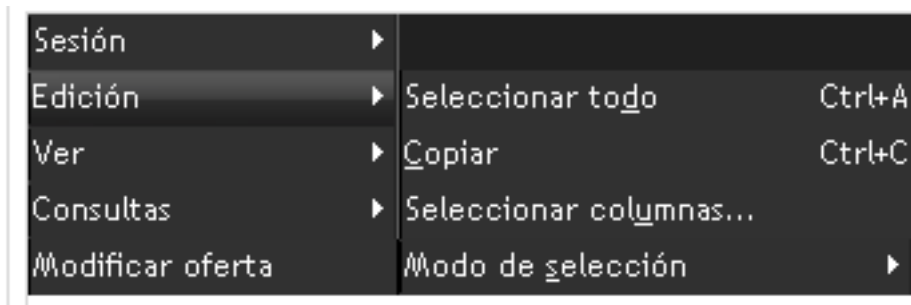 Sesión
Edición
Seleccionar todo Ctrl+A
Ver
Copiar Ctrl+C
Consultas
Seleccionar columnas...
Modificar oferta
Modo de selección